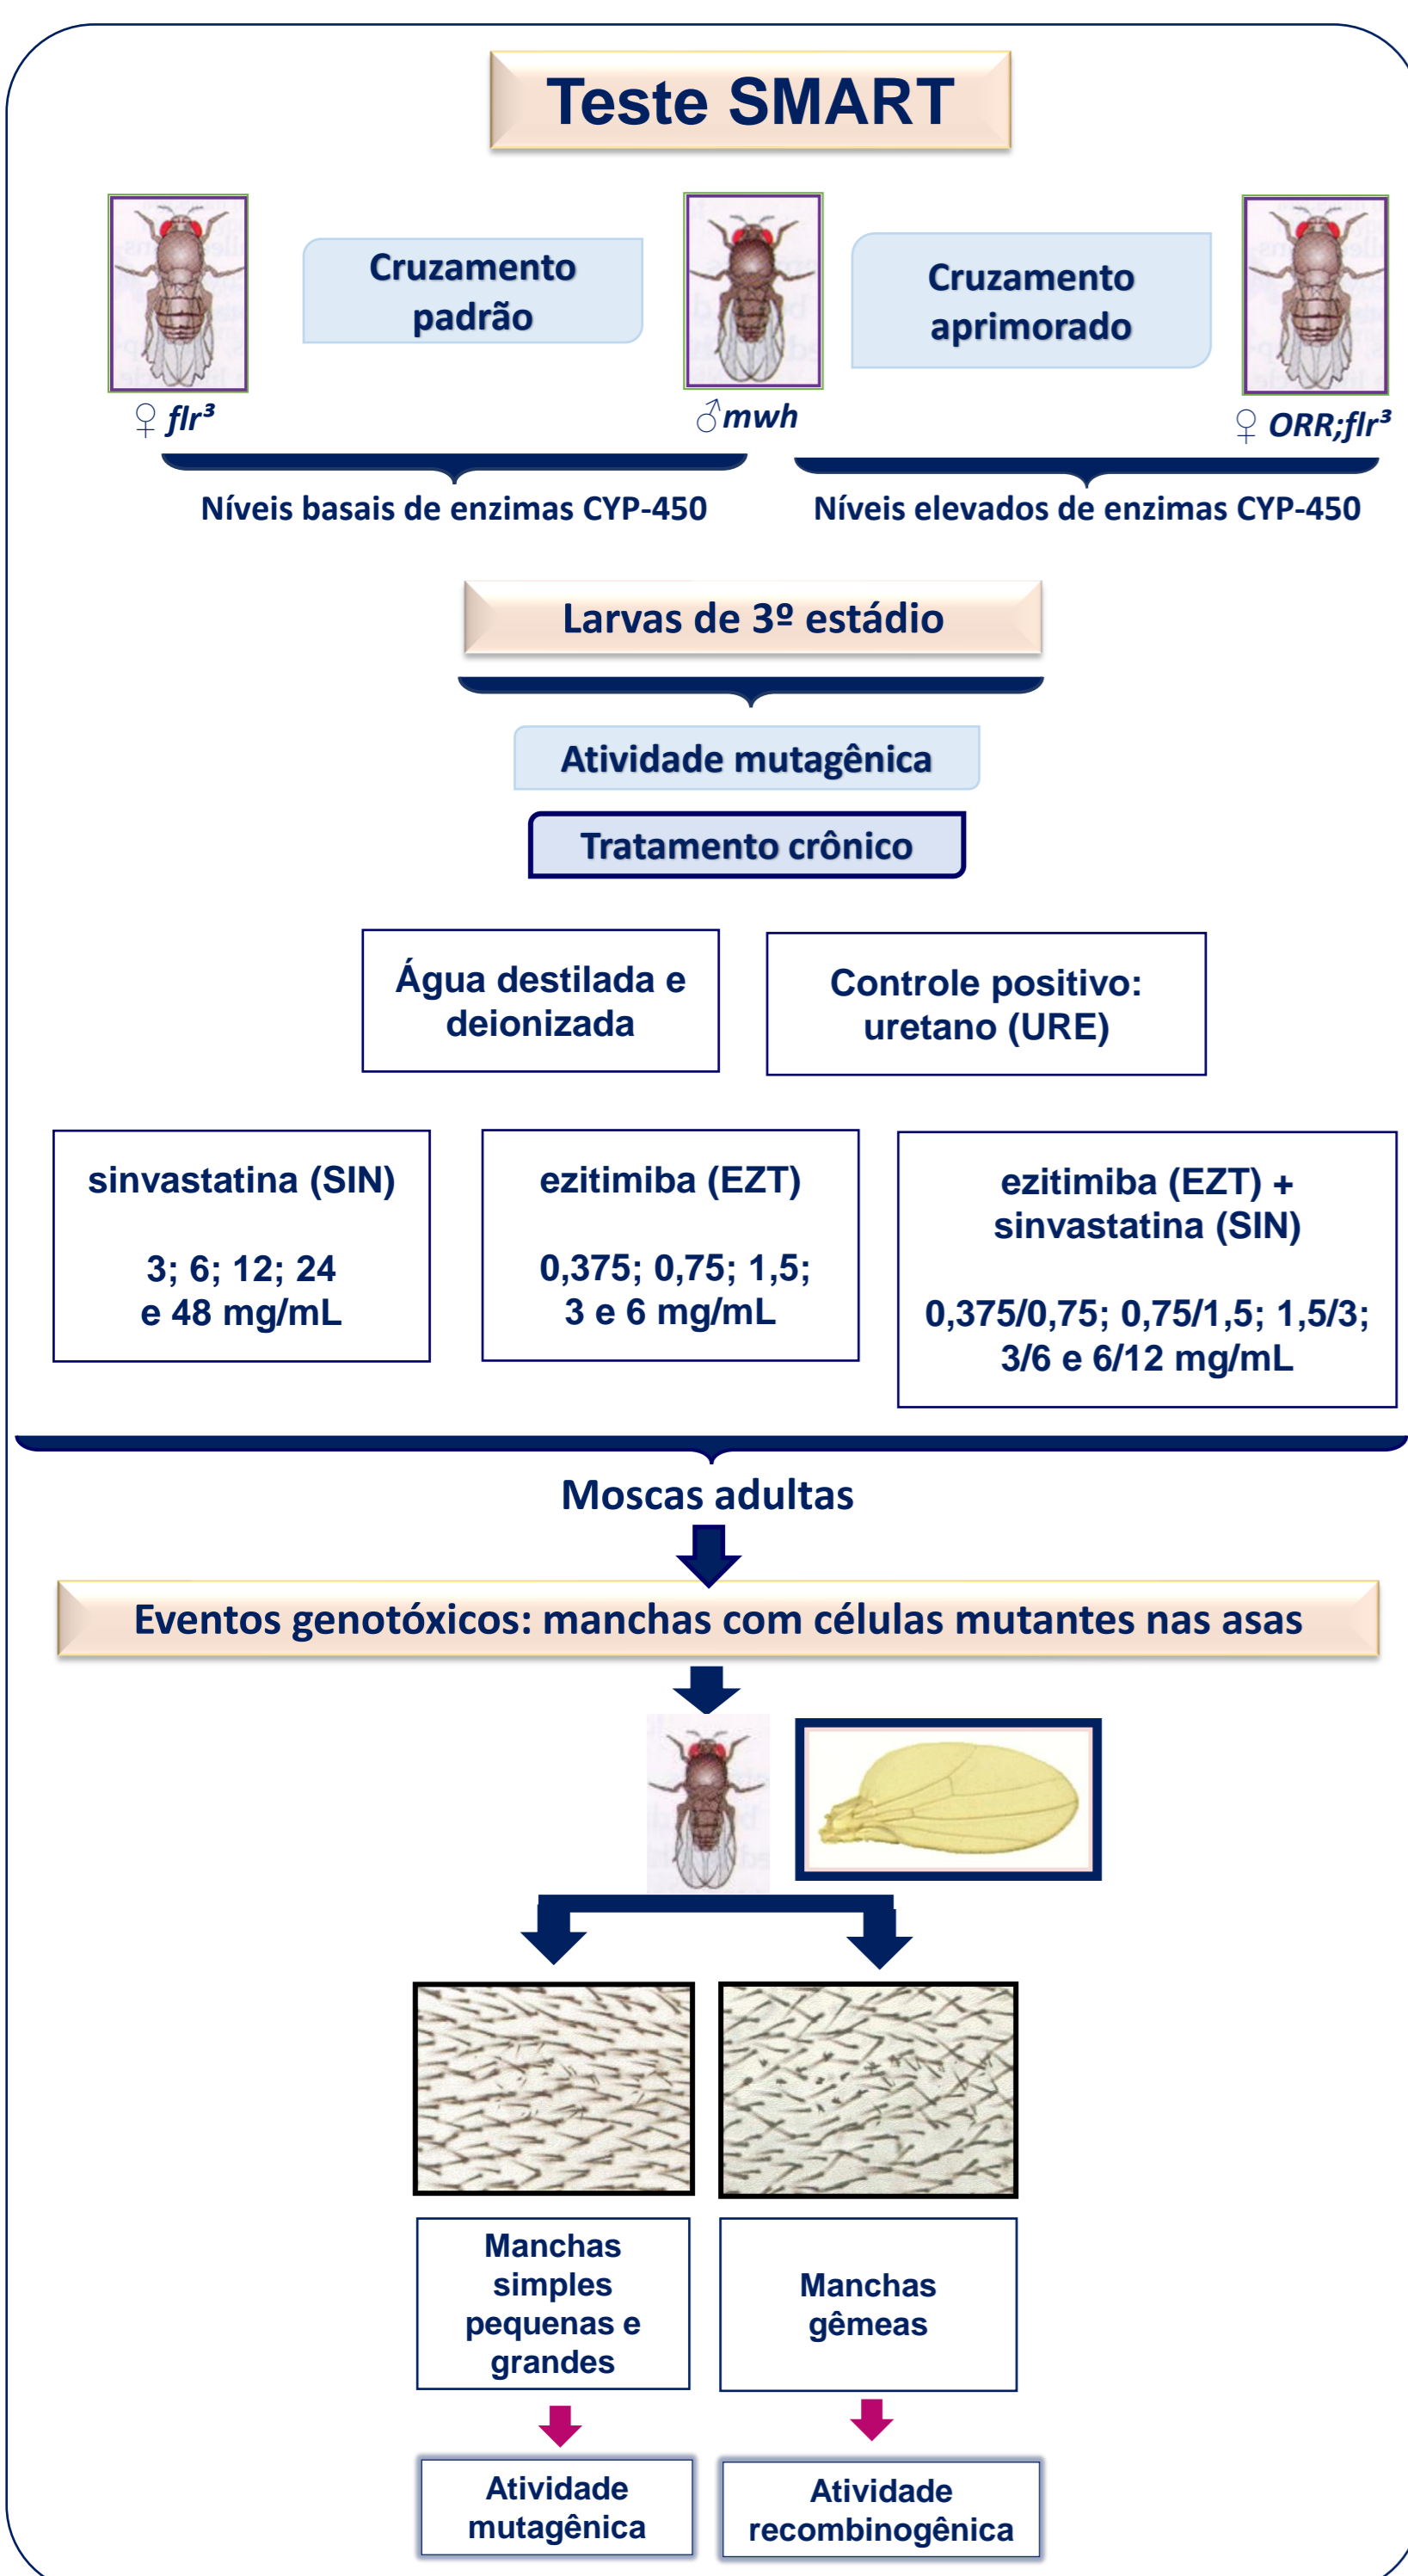 Teste SMART
Cruzamento
padrão
Cruzamento
aprimorado
♀ flr³
♂mwh
♀ ORR;flr³
Níveis basais de enzimas CYP-450
Níveis elevados de enzimas CYP-450
Larvas de 3º estádio
Atividade mutagênica
Tratamento crônico
Água destilada e
deionizada
Controle positivo:
uretano (URE)
sinvastatina (SIN)
3; 6; 12; 24
e 48 mg/mL
ezitimiba (EZT)
0,375; 0,75; 1,5;
3 e 6 mg/mL
ezitimiba (EZT) +
sinvastatina (SIN)
0,375/0,75; 0,75/1,5; 1,5/3;
3/6 e 6/12 mg/mL
Moscas adultas
Eventos genotóxicos: manchas com células mutantes nas asas
Manchas
simples
pequenas e
grandes
Manchas
gêmeas
Atividade
mutagênica
Atividade
recombinogênica